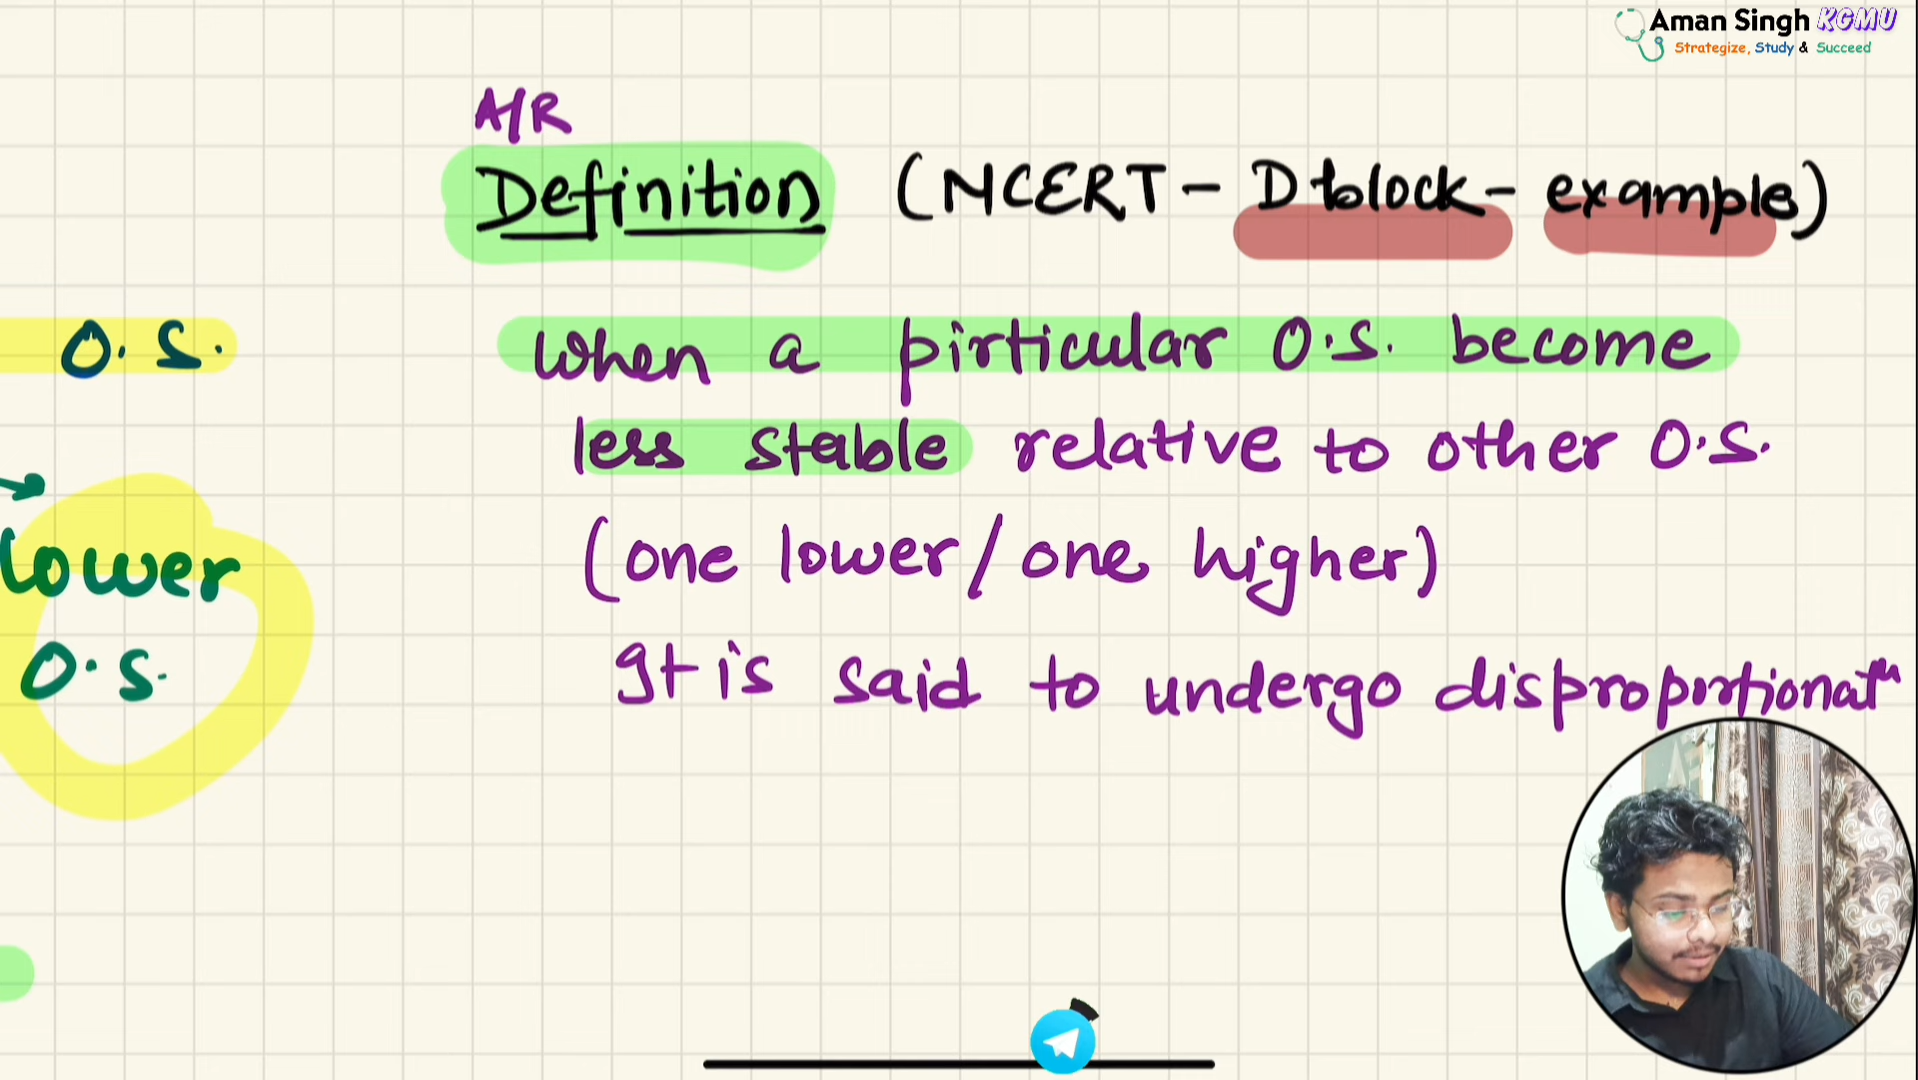 Aman Singh KGMU
Strategize, Study & Succeed
A/R
Definition (NCERT - D block - example)
O.S.
When a pirticular O.S. become
less stable relative to other O.S.
(one lower/one higher)
lower
O.S.
It is said to undergo disproportionatn